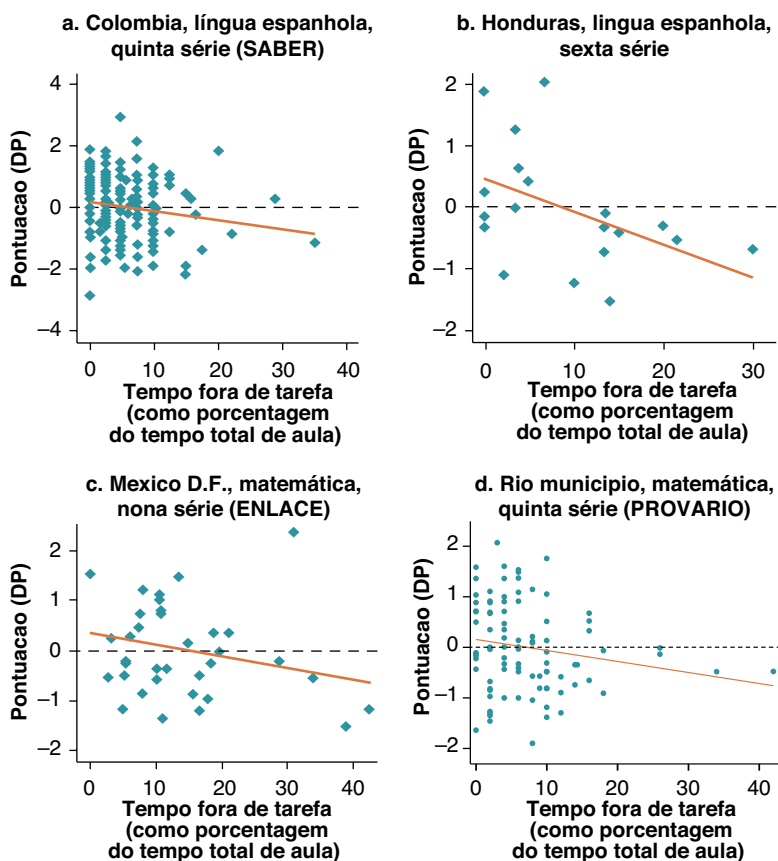 a. Colombia, língua espanhola,
quinta série (SABER)
Pontuacao (DP)
4
2
0
–2
–4
0 10 20 30 40
Tempo fora de tarefa
(como porcentagem
do tempo total de aula)
b. Honduras, lingua espanhola,
sexta série
Pontuacao (DP)
2
1
0
–1
–2
0 10 20 30
Tempo fora de tarefa
(como porcentagem
do tempo total de aula)
c. Mexico D.F., matemática,
nona série (ENLACE)
Pontuacao (DP)
2
1
0
–1
–2
0 10 20 30 40
Tempo fora de tarefa
(como porcentagem
do tempo total de aula)
d. Rio municipio, matemática,
quinta série (PROVARIO)
Pontuacao (DP)
2
1
0
–1
–2
0 10 20 30 40
Tempo fora de tarefa
(como porcentagem
do tempo total de aula)